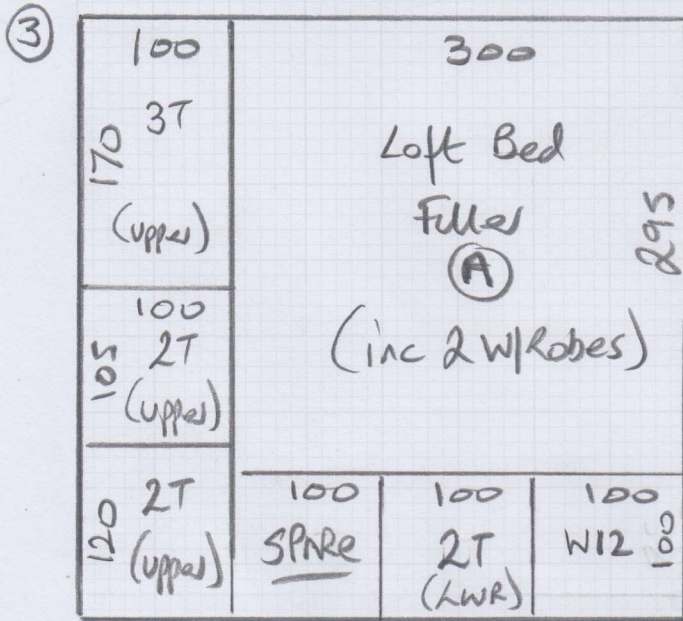 3
100
170
3T
(upper)
100
105
2T
(upper)
120
2T
(upper)
300
Loft Bed
Filler
A
(inc 2 W/Robes)
295
100
SPARE
100
2T
(LWR)
100
W12
100